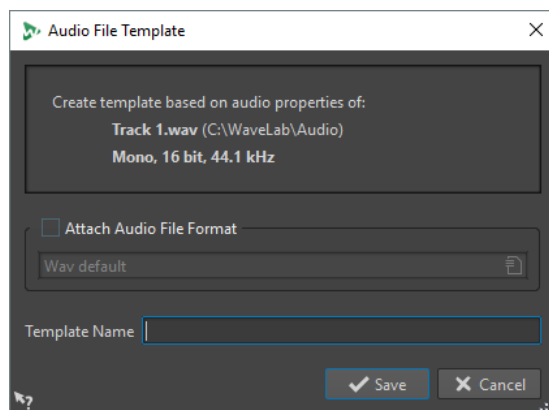 Audio File Template
Create template based on audio properties of:
Track 1.wav (C:\WaveLab\Audio)
Mono, 16 bit, 44.1 kHz
Attach Audio File Format
Wav default
Template Name
Save Cancel
?